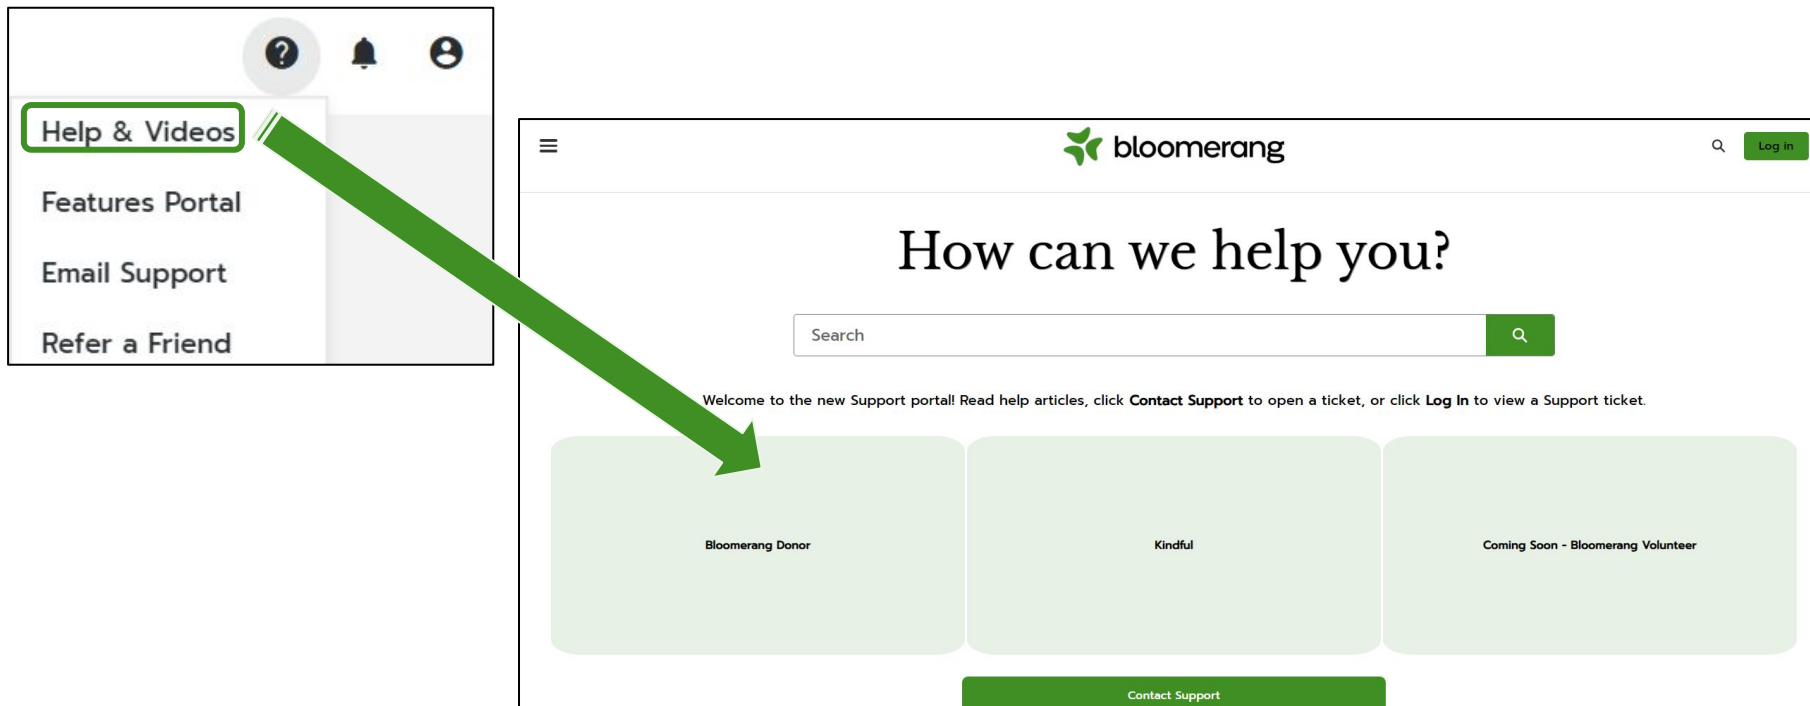 Help & Videos
Features Portal
Email Support
Refer a Friend
bloomerang
Log in
How can we help you?
Search
Welcome to the new Support portal! Read help articles, click Contact Support to open a ticket, or click Log In to view a Support ticket.
Bloomerang Donor
Kindful
Coming Soon - Bloomerang Volunteer
Contact Support